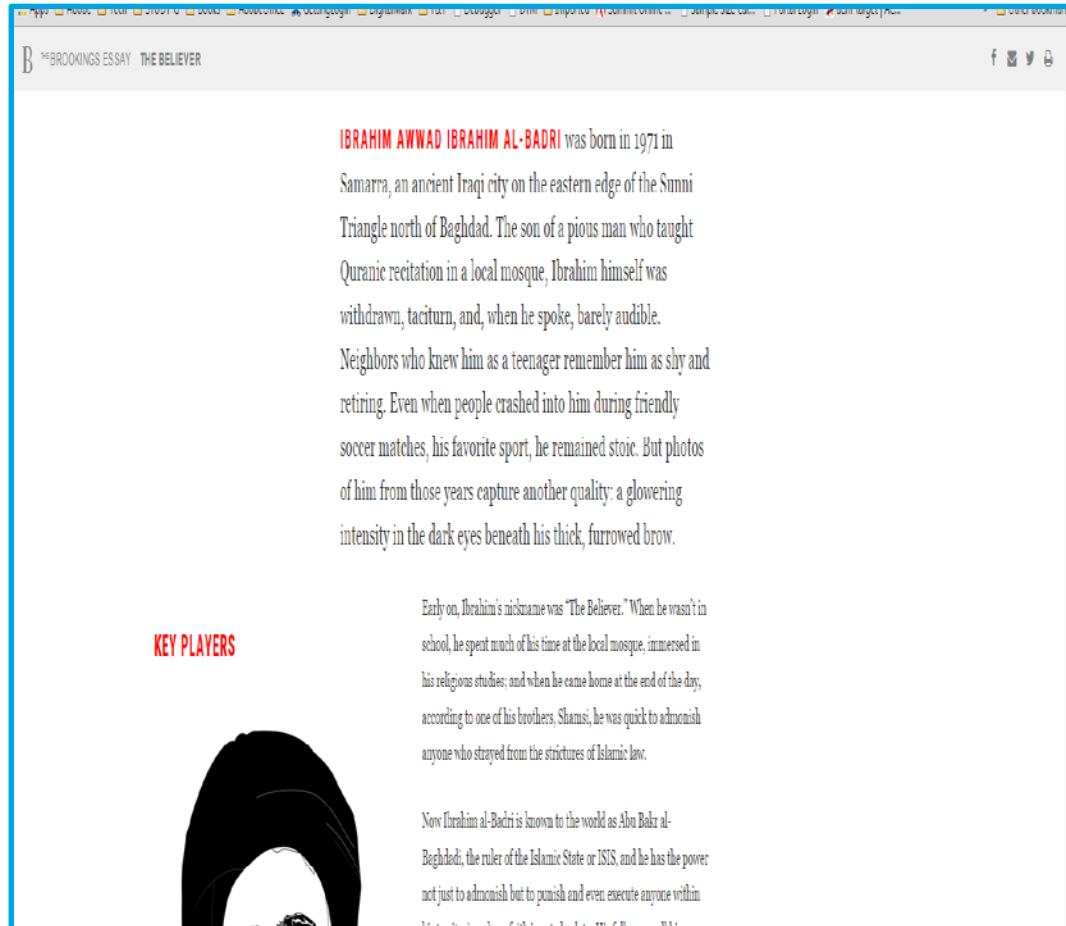 THE BROOKINGS ESSAY THE BELIEVER
IBRAHIM AWWAD IBRAHIM AL-BADRI was born in 1971 in
Samarra, an ancient Iraqi city on the eastern edge of the Sunni
Triangle north of Baghdad. The son of a pious man who taught
Quranic recitation in a local mosque, Ibrahim himself was
withdrawn, taciturn, and, when he spoke, barely audible.
Neighbors who knew him as a teenager remember him as shy and
retiring. Even when people crashed into him during friendly
soccer matches, his favorite sport, he remained stoic. But photos
of him from those years capture another quality: a glowering
intensity in the dark eyes beneath his thick, furrowed brow.
KEY PLAYERS
Early on, Ibrahim's nickname was “The Believer.” When he wasn't in
school, he spent much of his time at the local mosque, immersed in
his religious studies; and when he came home at the end of the day,
according to one of his brothers, Shamsi, he was quick to admonish
anyone who strayed from the strictures of Islamic law.
Now Ibrahim al-Badri is known to the world as Abu Bakr al-
Baghdadi, the ruler of the Islamic State or ISIS, and he has the power
not just to admonish but to punish and even execute anyone within